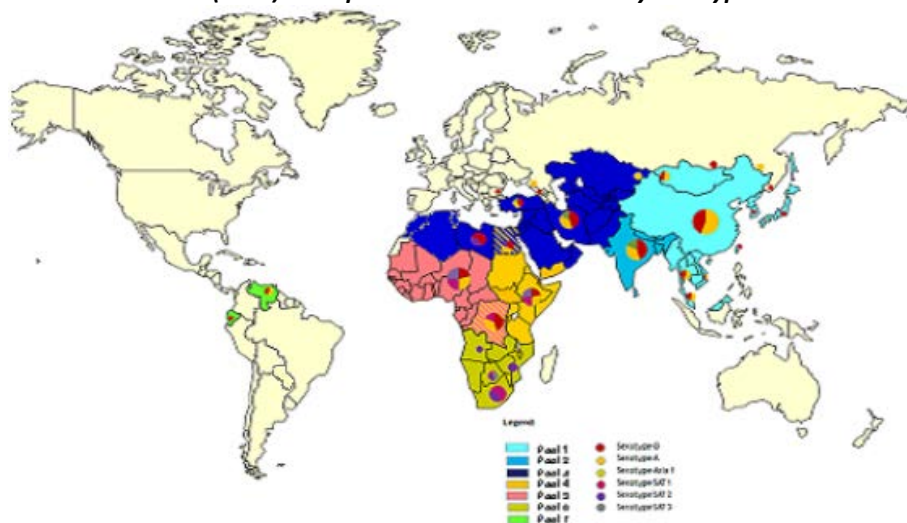 Legend
Pool 1
Pool 2
Pool 3
Pool 4
Pool 5
Pool 6
Pool 7
Serotype O
Serotype A
Serotype Asia 1
Serotype SAT 1
Serotype SAT 2
Serotype SAT 3